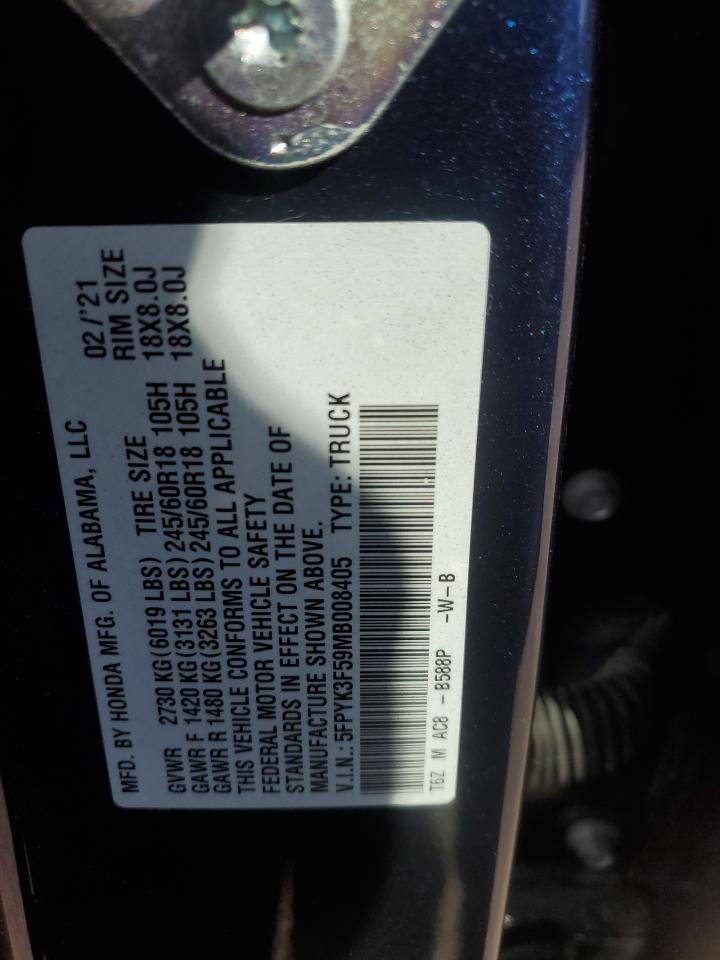 MFD. BY HONDA MFG. OF ALABAMA, LLC 02/'21
TIRE SIZE RIM SIZE
GVWR 2730 KG(6019 LBS)
GAWR F 1420 KG(3131 LBS) 245/60R18 105H 18X8.0J
GAWR R 1480 KG(3263 LBS) 245/60R18 105H 18X8.0J
THIS VEHICLE CONFORMS TO ALL APPLICABLE
FEDERAL MOTOR VEHICLE SAFETY
STANDARDS IN EFFECT ON THE DATE OF
MANUFACTURE SHOWN ABOVE.
V.I.N.: 5FPYK3F59MB008405 TYPE: TRUCK
T6Z M AC8 - B588P -W-B